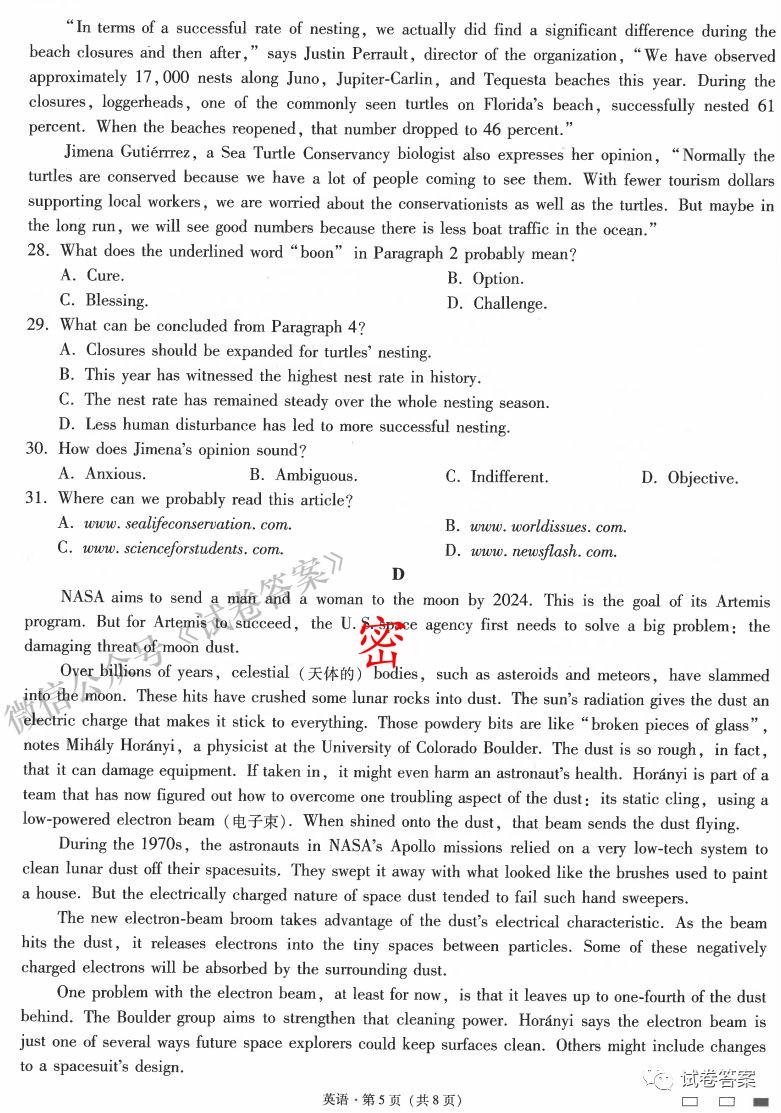 “In terms of a successful rate of nesting, we actually did find a significant difference during the
beach closures and then after,” says Justin Perrault, director of the organization, “We have observed
approximately 17,000 nests along Juno, Jupiter-Carlin, and Tequesta beaches this year. During the
closures, loggerheads, one of the commonly seen turtles on Florida's beach, successfully nested 61
percent. When the beaches reopened, that number dropped to 46 percent.”
Jimena Gutiérrrez, a Sea Turtle Conservancy biologist also expresses her opinion, “Normally the
turtles are conserved because we have a lot of people coming to see them. With fewer tourism dollars
supporting local workers, we are worried about the conservationists as well as the turtles. But maybe in
the long run, we will see good numbers because there is less boat traffic in the ocean.”
28. What does the underlined word “boon” in Paragraph 2 probably mean?
A. Cure. B. Option.
C. Blessing. D. Challenge.
29. What can be concluded from Paragraph 4?
A. Closures should be expanded for turtles' nesting.
B. This year has witnessed the highest nest rate in history.
C. The nest rate has remained steady over the whole nesting season.
D. Less human disturbance has led to more successful nesting.
30. How does Jimena's opinion sound?
A. Anxious. B. Ambiguous. C. Indifferent. D. Objective.
31. Where can we probably read this article?
A. www. sealifeconservation. com. B. www. worldissues. com.
C. www. scienceforstudents. com. D. www. newsflash. com.
D
NASA aims to send a man and a woman to the moon by 2024. This is the goal of its Artemis
program. But for Artemis to succeed, the U. S. space agency first needs to solve a big problem: the
damaging threat of moon dust.
Over billions of years, celestial (天体的) bodies, such as asteroids and meteors, have slammed
into the moon. These hits have crushed some lunar rocks into dust. The sun's radiation gives the dust an
electric charge that makes it stick to everything. Those powdery bits are like “broken pieces of glass”,
notes Mihály Horányi, a physicist at the University of Colorado Boulder. The dust is so rough, in fact,
that it can damage equipment. If taken in, it might even harm an astronaut's health. Horányi is part of a
team that has now figured out how to overcome one troubling aspect of the dust: its static cling, using a
low-powered electron beam (电子束). When shined onto the dust, that beam sends the dust flying.
During the 1970s, the astronauts in NASA's Apollo missions relied on a very low-tech system to
clean lunar dust off their spacesuits. They swept it away with what looked like the brushes used to paint
a house. But the electrically charged nature of space dust tended to fail such hand sweepers.
The new electron-beam broom takes advantage of the dust's electrical characteristic. As the beam
hits the dust, it releases electrons into the tiny spaces between particles. Some of these negatively
charged electrons will be absorbed by the surrounding dust.
One problem with the electron beam, at least for now, is that it leaves up to one-fourth of the dust
behind. The Boulder group aims to strengthen that cleaning power. Horányi says the electron beam is
just one of several ways future space explorers could keep surfaces clean. Others might include changes
to a spacesuit's design.
英语·第5页(共8页)
微信公众号《试卷答案》
密
试卷答案